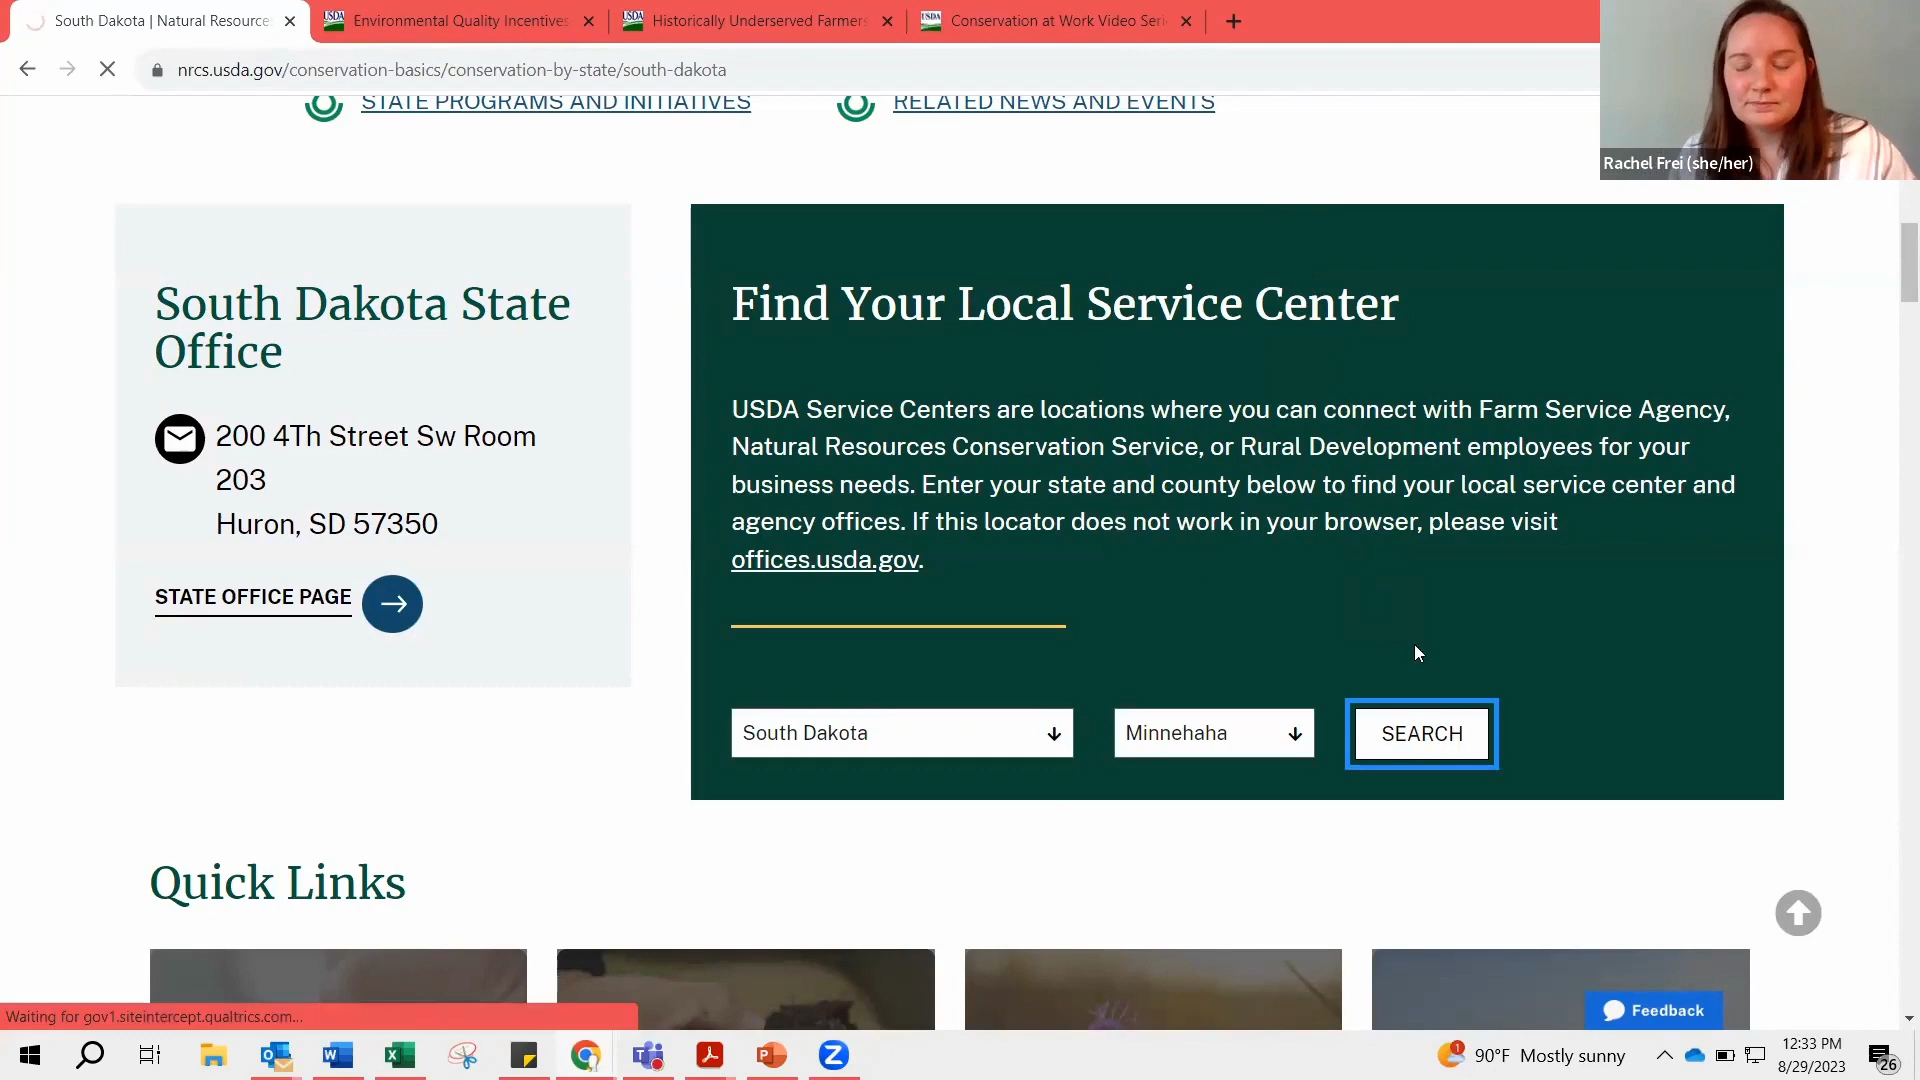 South Dakota | Natural Resource
Environmental Quality Incentives
Historically Underserved Farmers
Conservation at Work Video Seri
nrcs.usda.gov/conservation-basics/conservation-by-state/south-dakota
Rachel Frei (she/her)
STATE PROGRAMS AND INITIATIVES
RELATED NEWS AND EVENTS
South Dakota State
Office
200 4Th Street Sw Room
203
Huron, SD 57350
STATE OFFICE PAGE
Find Your Local Service Center
USDA Service Centers are locations where you can connect with Farm Service Agency,
Natural Resources Conservation Service, or Rural Development employees for your
business needs. Enter your state and county below to find your local service center and
agency offices. If this locator does not work in your browser, please visit
offices.usda.gov.
South Dakota
Minnehaha
SEARCH
Quick Links
Feedback
Waiting for gov1.siteintercept.qualtrics.com...
90°F Mostly sunny
12:33 PM
8/29/2023
26